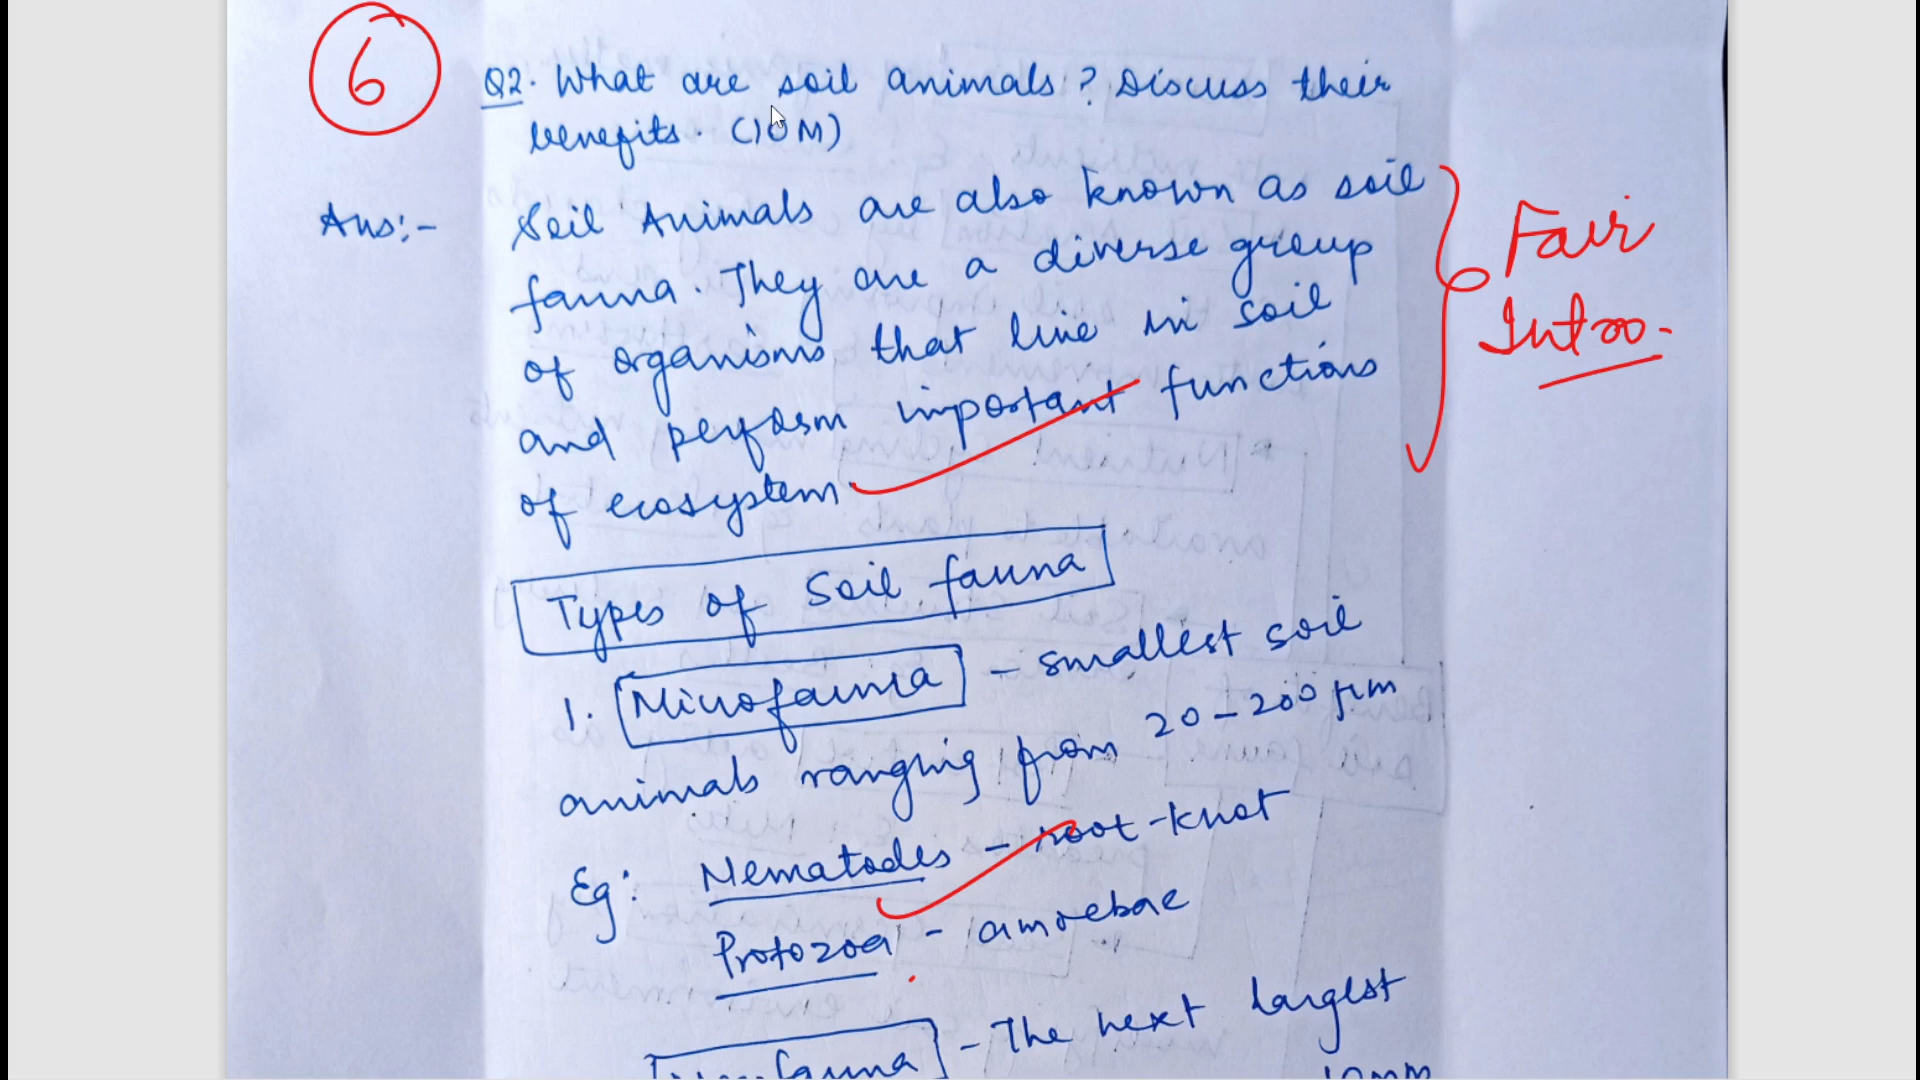 6
Q2. What are soil animals? Discuss their
benefits. (10M)
Ans:- Soil Animals are also known as soil
fauna. They are a diverse group
of organisms that live in soil
and perform important functions
of ecosystem.
Fair
Intro.
Types of Soil fauna
1. Microfauna - smallest soil
animals ranging from 20-200 μm
Eg: Nematodes - root-knot
Protozoa - amoebae
- The next largest